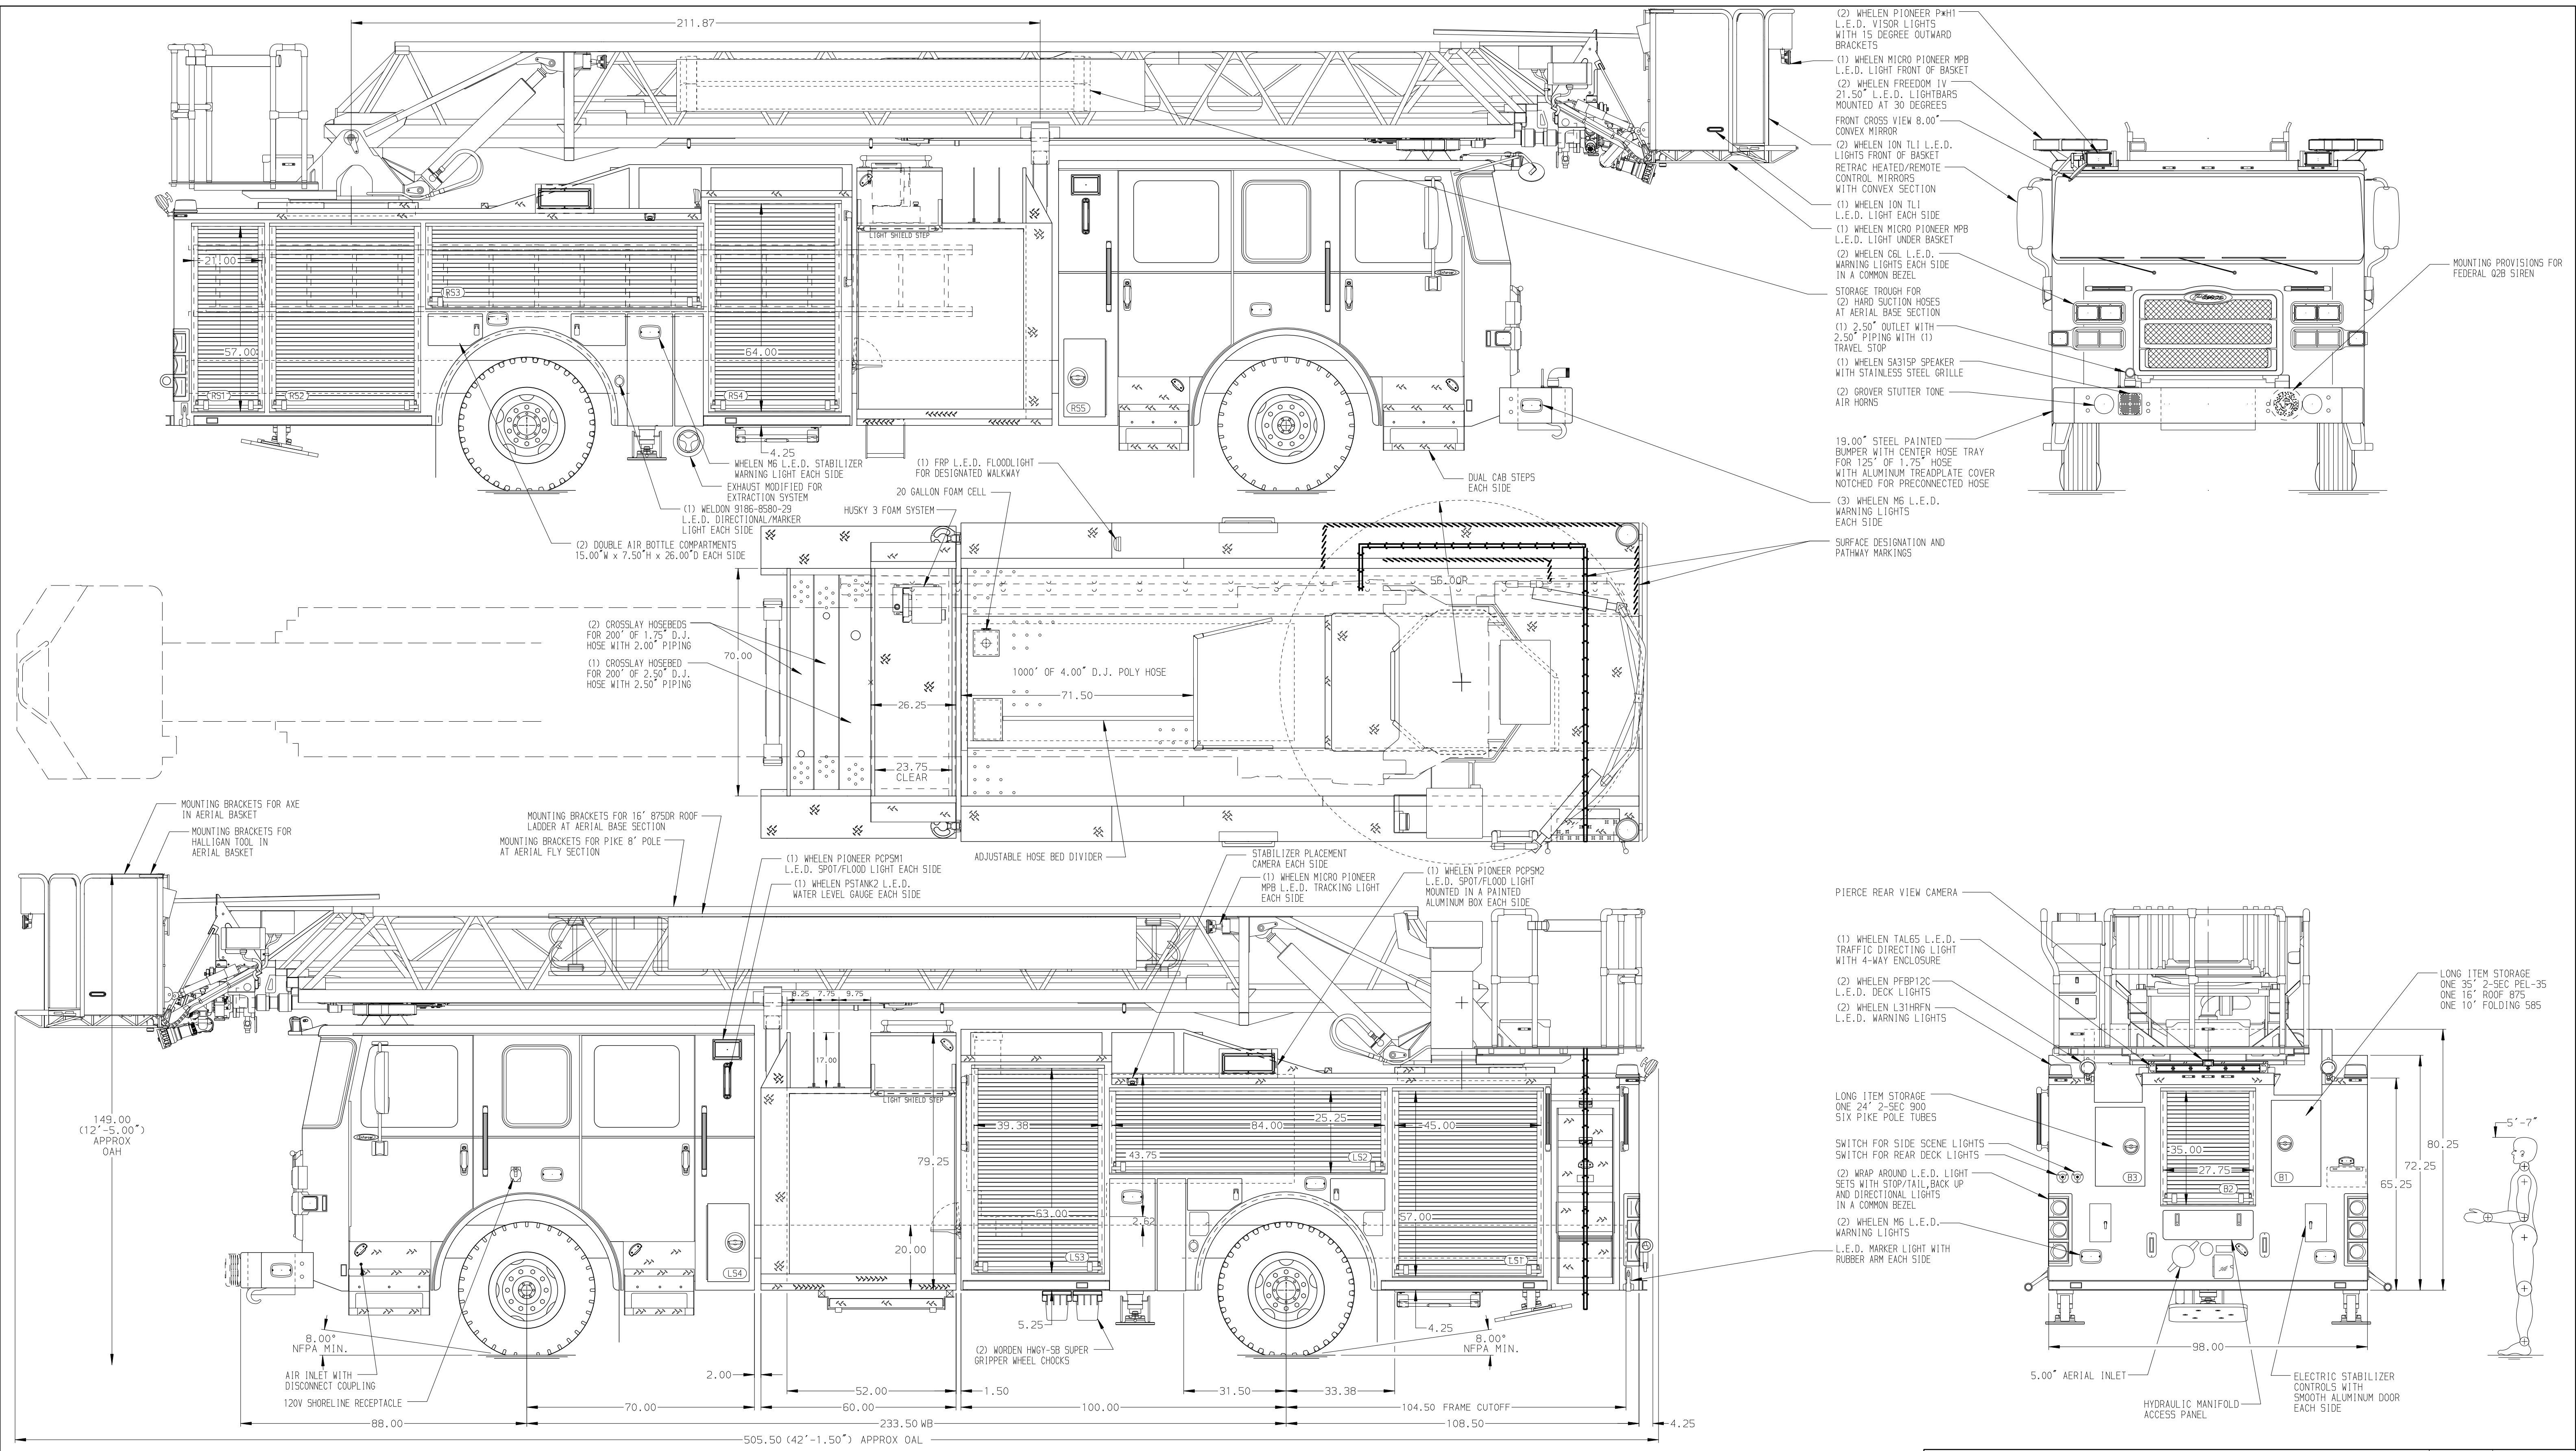 211.87
(2) WHELEN PIONEER P*H1
L.E.D. VISOR LIGHTS
WITH 15 DEGREE OUTWARD
BRACKETS
(1) WHELEN MICRO PIONEER MPB
L.E.D. LIGHT FRONT OF BASKET
(2) WHELEN FREEDOM IV
21.50" L.E.D. LIGHTBARS
MOUNTED AT 30 DEGREES
FRONT CROSS VIEW 8.00"
CONVEX MIRROR
(2) WHELEN ION TLI L.E.D.
LIGHTS FRONT OF BASKET
RETRAC HEATED/REMOTE
CONTROL MIRRORS
WITH CONVEX SECTION
(1) WHELEN ION TLI
L.E.D. LIGHT EACH SIDE
(1) WHELEN MICRO PIONEER MPB
L.E.D. LIGHT UNDER BASKET
(2) WHELEN C6L L.E.D.
WARNING LIGHTS EACH SIDE
IN A COMMON BEZEL
STORAGE TROUGH FOR
(2) HARD SUCTION HOSES
AT AERIAL BASE SECTION
(1) 2.50" OUTLET WITH
2.50" PIPING WITH (1)
TRAVEL STOP
(1) WHELEN SA315P SPEAKER
WITH STAINLESS STEEL GRILLE
(2) GROVER STUTTER TONE
AIR HORNS
19.00" STEEL PAINTED
BUMPER WITH CENTER HOSE TRAY
FOR 125' OF 1.75" HOSE
WITH ALUMINUM TREADPLATE COVER
NOTCHED FOR PRECONNECTED HOSE
(3) WHELEN M6 L.E.D.
WARNING LIGHTS
EACH SIDE
SURFACE DESIGNATION AND
PATHWAY MARKINGS
MOUNTING PROVISIONS FOR
FEDERAL Q2B SIREN
Pierce
LIGHT SHIELD STEP
21.00
57.00
64.00
RS1
RS2
RS3
RS4
RS5
4.25
WHELEN M6 L.E.D. STABILIZER
WARNING LIGHT EACH SIDE
EXHAUST MODIFIED FOR
EXTRACTION SYSTEM
(1) WELDON 9186-8580-29
L.E.D. DIRECTIONAL/MARKER
LIGHT EACH SIDE
(2) DOUBLE AIR BOTTLE COMPARTMENTS
15.00"W x 7.50"H x 26.00"D EACH SIDE
(1) FRP L.E.D. FLOODLIGHT
FOR DESIGNATED WALKWAY
20 GALLON FOAM CELL
HUSKY 3 FOAM SYSTEM
DUAL CAB STEPS
EACH SIDE
(2) CROSSLAY HOSEBEDS
FOR 200' OF 1.75" D.J.
HOSE WITH 2.00" PIPING
(1) CROSSLAY HOSEBED
FOR 200' OF 2.50" D.J.
HOSE WITH 2.50" PIPING
70.00
26.25
23.75
CLEAR
1000' OF 4.00" D.J. POLY HOSE
71.50
56.00R
ADJUSTABLE HOSE BED DIVIDER
MOUNTING BRACKETS FOR AXE
IN AERIAL BASKET
MOUNTING BRACKETS FOR
HALLIGAN TOOL IN
AERIAL BASKET
MOUNTING BRACKETS FOR 16' 875DR ROOF
LADDER AT AERIAL BASE SECTION
MOUNTING BRACKETS FOR PIKE 8' POLE
AT AERIAL FLY SECTION
(1) WHELEN PIONEER PCPSM1
L.E.D. SPOT/FLOOD LIGHT EACH SIDE
(1) WHELEN PSTANK2 L.E.D.
WATER LEVEL GAUGE EACH SIDE
STABILIZER PLACEMENT
CAMERA EACH SIDE
(1) WHELEN MICRO PIONEER
MPB L.E.D. TRACKING LIGHT
EACH SIDE
(1) WHELEN PIONEER PCPSM2
L.E.D. SPOT/FLOOD LIGHT
MOUNTED IN A PAINTED
ALUMINUM BOX EACH SIDE
8.25
7.75
9.75
17.00
LIGHT SHIELD STEP
79.25
20.00
39.38
63.00
LS3
43.75
2.62
84.00
25.25
LS2
45.00
57.00
LS1
LS4
149.00
(12'-5.00")
APPROX
OAH
8.00°
NFPA MIN.
AIR INLET WITH
DISCONNECT COUPLING
120V SHORELINE RECEPTACLE
5.25
(2) WORDEN HWGY-SB SUPER
GRIPPER WHEEL CHOCKS
4.25
8.00°
NFPA MIN.
2.00
52.00
1.50
31.50
33.38
88.00
70.00
60.00
100.00
104.50 FRAME CUTOFF
233.50 WB
108.50
4.25
505.50 (42'-1.50") APPROX OAL
PIERCE REAR VIEW CAMERA
(1) WHELEN TAL65 L.E.D.
TRAFFIC DIRECTING LIGHT
WITH 4-WAY ENCLOSURE
(2) WHELEN PFBP12C
L.E.D. DECK LIGHTS
(2) WHELEN L31HRFN
L.E.D. WARNING LIGHTS
LONG ITEM STORAGE
ONE 24' 2-SEC 900
SIX PIKE POLE TUBES
SWITCH FOR SIDE SCENE LIGHTS
SWITCH FOR REAR DECK LIGHTS
(2) WRAP AROUND L.E.D. LIGHT
SETS WITH STOP/TAIL,BACK UP
AND DIRECTIONAL LIGHTS
IN A COMMON BEZEL
(2) WHELEN M6 L.E.D.
WARNING LIGHTS
L.E.D. MARKER LIGHT WITH
RUBBER ARM EACH SIDE
LONG ITEM STORAGE
ONE 35' 2-SEC PEL-35
ONE 16' ROOF 875
ONE 10' FOLDING 585
35.00
27.75
B3
B2
B1
65.25
72.25
80.25
5'-7"
98.00
5.00" AERIAL INLET
HYDRAULIC MANIFOLD
ACCESS PANEL
ELECTRIC STABILIZER
CONTROLS WITH
SMOOTH ALUMINUM DOOR
EACH SIDE